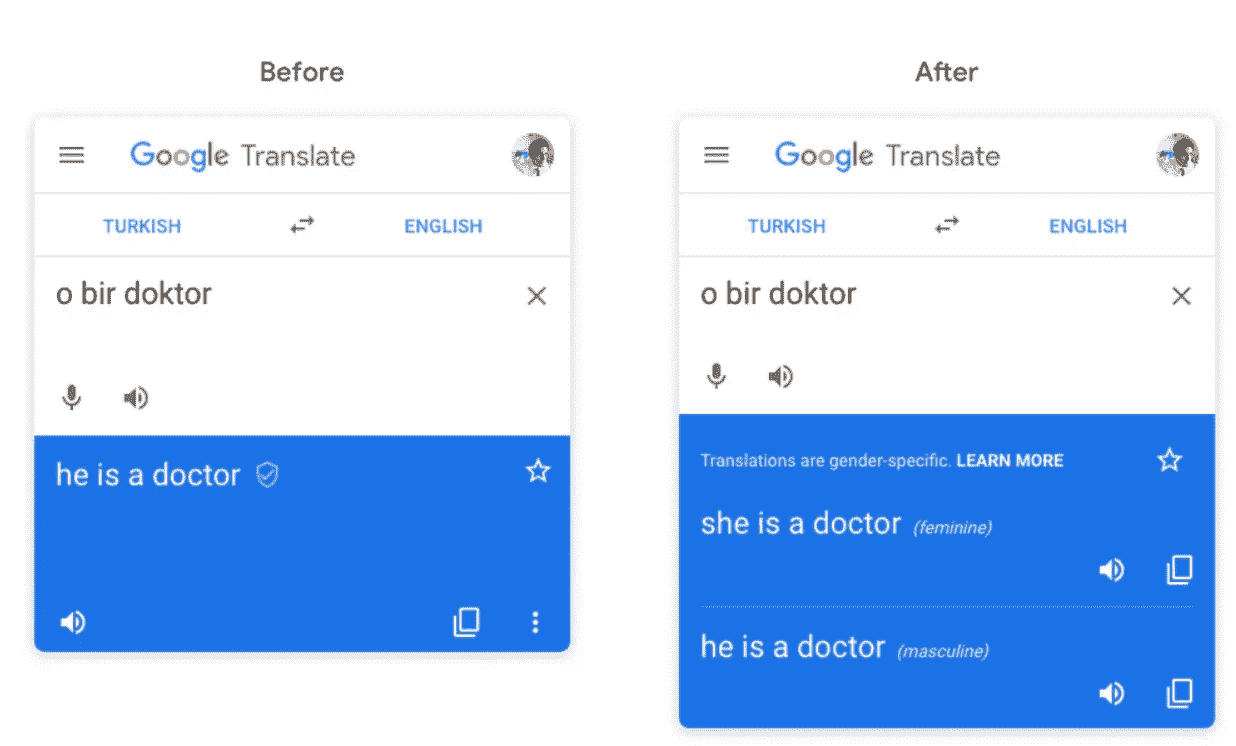 Before
Google Translate
TURKISH ENGLISH
o bir doktor
he is a doctor
After
Google Translate
TURKISH ENGLISH
o bir doktor
Translations are gender-specific. LEARN MORE
she is a doctor (feminine)
he is a doctor (masculine)